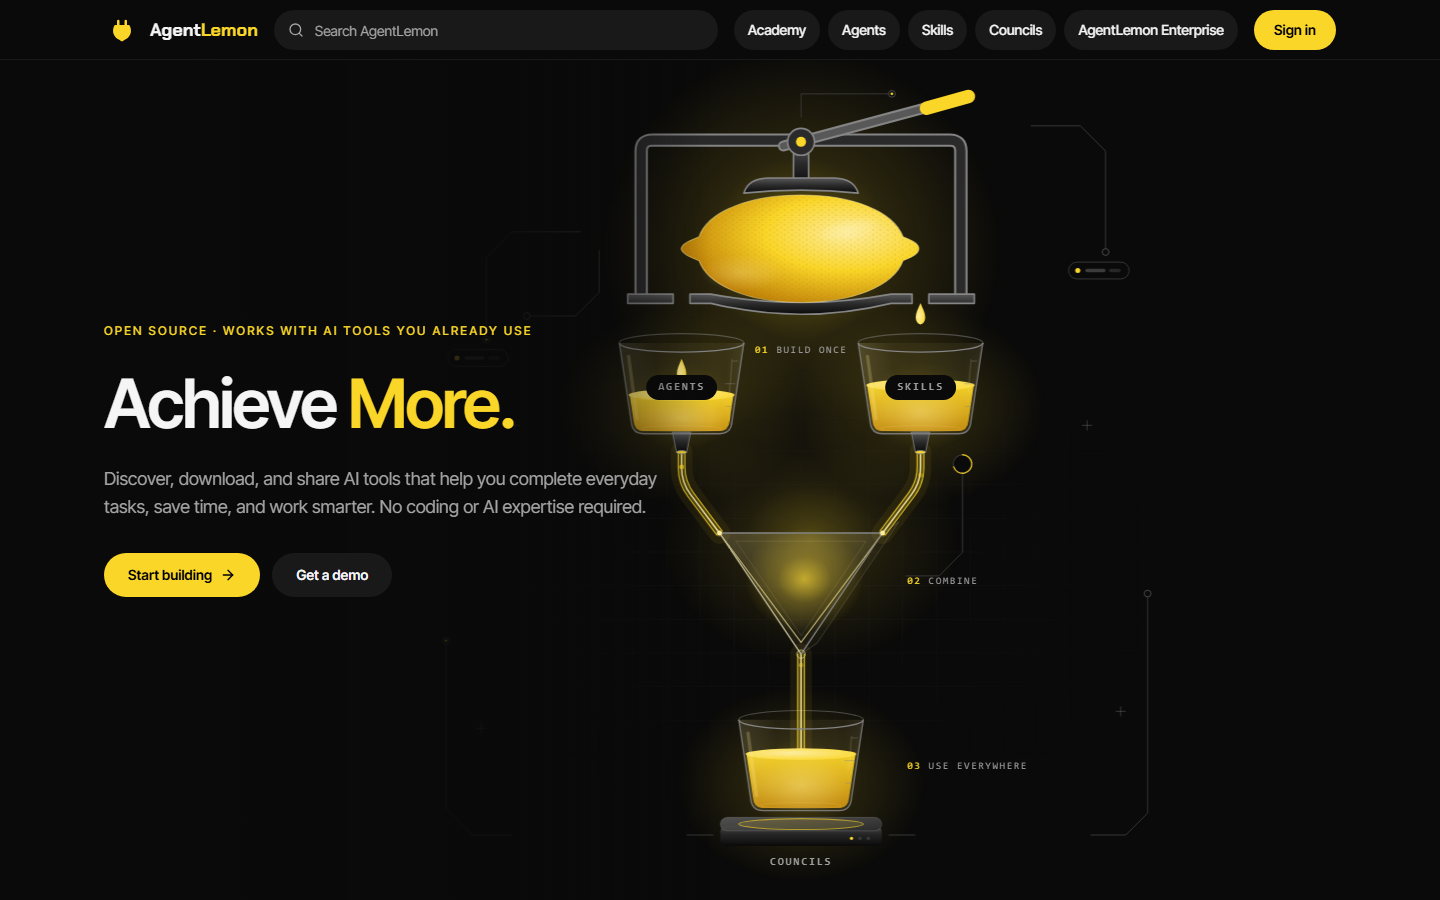 AgentLemon
Search AgentLemon
Academy
Agents
Skills
Councils
AgentLemon Enterprise
Sign in
OPEN SOURCE · WORKS WITH AI TOOLS YOU ALREADY USE
Achieve More.
Discover, download, and share AI tools that help you complete everyday
tasks, save time, and work smarter. No coding or AI expertise required.
Start building
Get a demo
01 BUILD ONCE
AGENTS
SKILLS
02 COMBINE
03 USE EVERYWHERE
COUNCILS